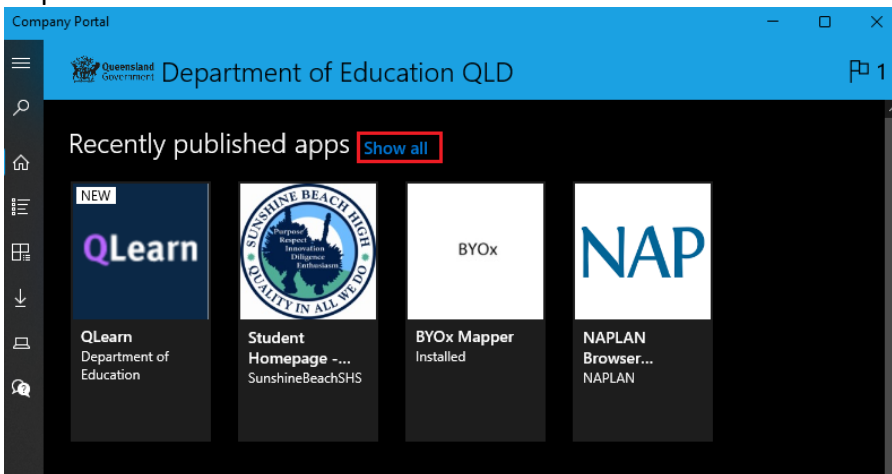 Company Portal
Queensland
Government
Department of Education QLD
1
Recently published apps Show all
NEW
QLearn
SUNSHINE BEACH HIGH
Purpose
Respect
Innovation
Diligence
Enthusiasm
QUALITY IN ALL WE DO
BYOx
NAP
QLearn
Department of
Education
Student
Homepage -...
SunshineBeachSHS
BYOx Mapper
Installed
NAPLAN
Browser...
NAPLAN